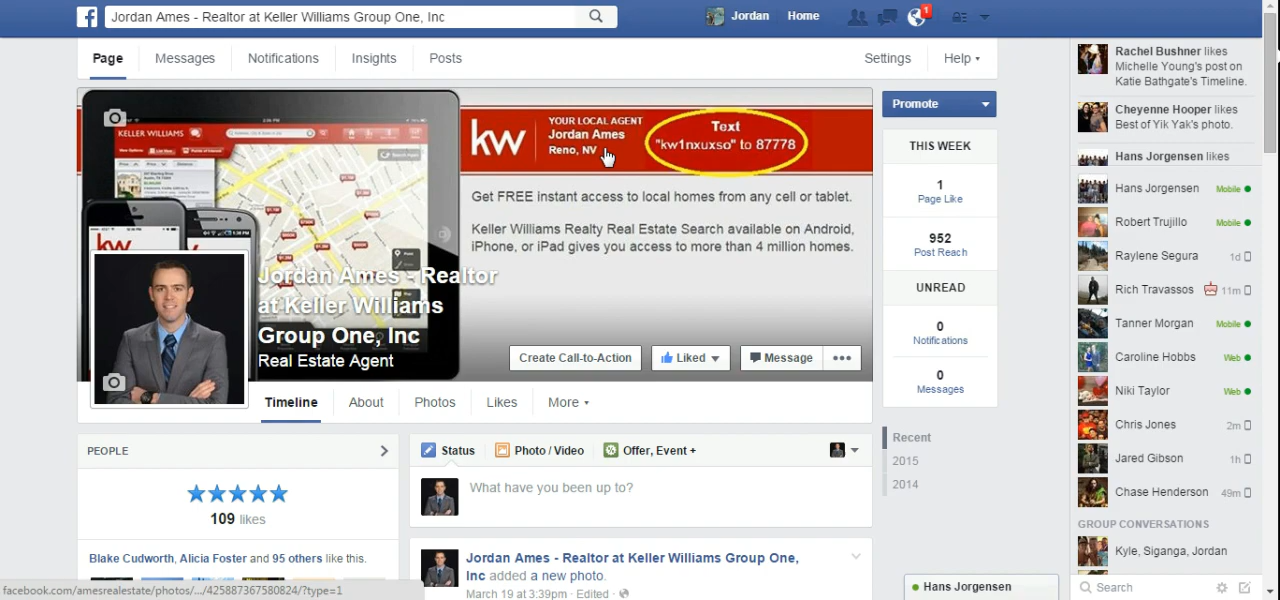 Jordan Ames - Realtor at Keller Williams Group One, Inc
Jordan
Home
1
Page
Messages
Notifications
Insights
Posts
Settings
Help
KELLER WILLIAMS
kw
YOUR LOCAL AGENT
Jordan Ames
Reno, NV
Text
"kw1nxuxso" to 87778
Get FREE instant access to local homes from any cell or tablet.
Keller Williams Realty Real Estate Search available on Android,
iPhone, or iPad gives you access to more than 4 million homes.
Jordan Ames - Realtor
at Keller Williams
Group One, Inc
Real Estate Agent
Create Call-to-Action
Liked
Message
•••
Timeline
About
Photos
Likes
More
Promote
THIS WEEK
1
Page Like
952
Post Reach
UNREAD
0
Notifications
0
Messages
Recent
2015
2014
PEOPLE
109 likes
Blake Cudworth, Alicia Foster and 95 others like this.
Status
Photo / Video
Offer, Event +
What have you been up to?
Jordan Ames - Realtor at Keller Williams Group One,
Inc added a new photo.
March 19 at 3:39pm · Edited ·
facebook.com/amesrealestate/photos/.../425887367580824/?type=1
Rachel Bushner likes
Michelle Young's post on
Katie Bathgate's Timeline.
Cheyenne Hooper likes
Best of Yik Yak's photo.
Hans Jorgensen likes
Hans Jorgensen Mobile
Robert Trujillo Mobile
Raylene Segura 1d
Rich Travassos 11m
Tanner Morgan Mobile
Caroline Hobbs Web
Niki Taylor Web
Chris Jones 2m
Jared Gibson 1h
Chase Henderson 49m
GROUP CONVERSATIONS
Kyle, Siganga, Jordan
Search
Hans Jorgensen